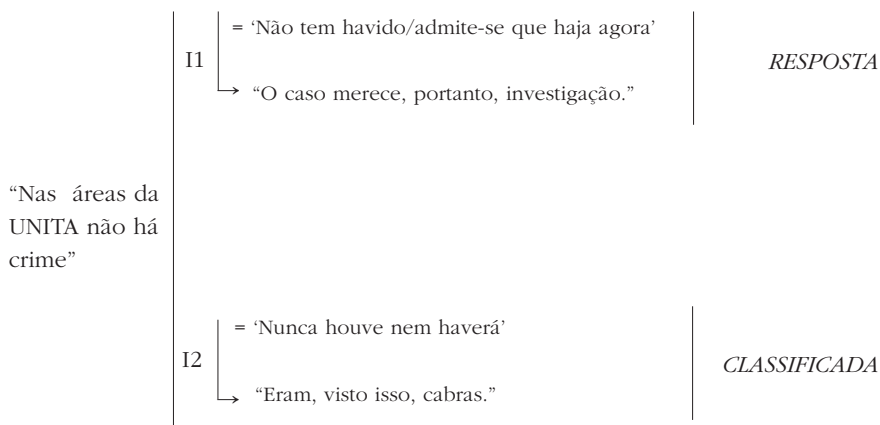 = ‘Não tem havido/admite-se que haja agora’
I1
RESPOSTA
“O caso merece, portanto, investigação.”
“Nas áreas da
UNITA não há
crime”
= ‘Nunca houve nem haverá’
I2
CLASSIFICADA
“Eram, visto isso, cabras.”